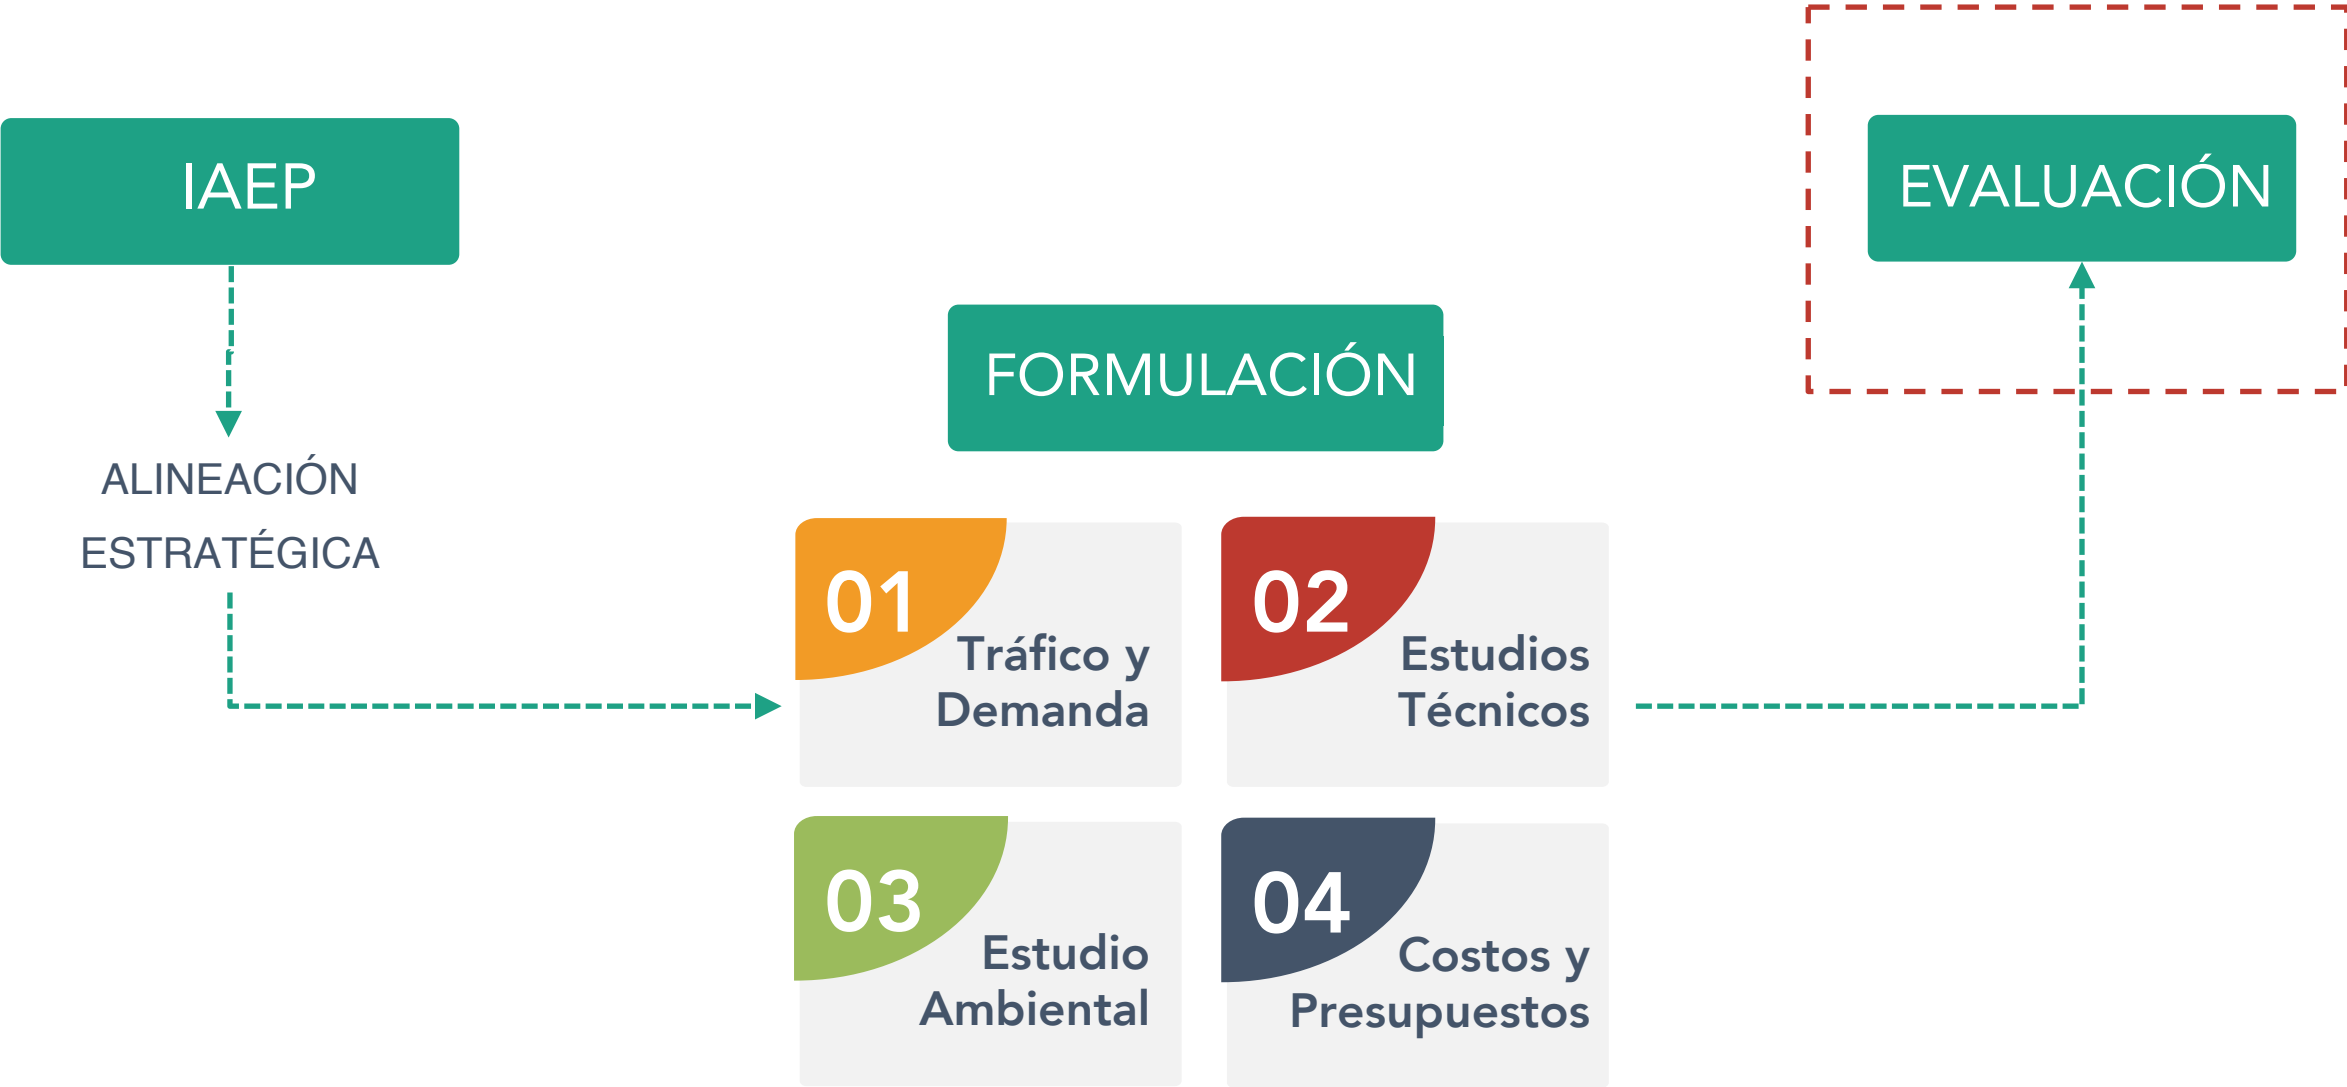 IAEP
ALINEACIÓN
ESTRATÉGICA
FORMULACIÓN
01
Tráfico y
Demanda
02
Estudios
Técnicos
03
Estudio
Ambiental
04
Costos y
Presupuestos
EVALUACIÓN